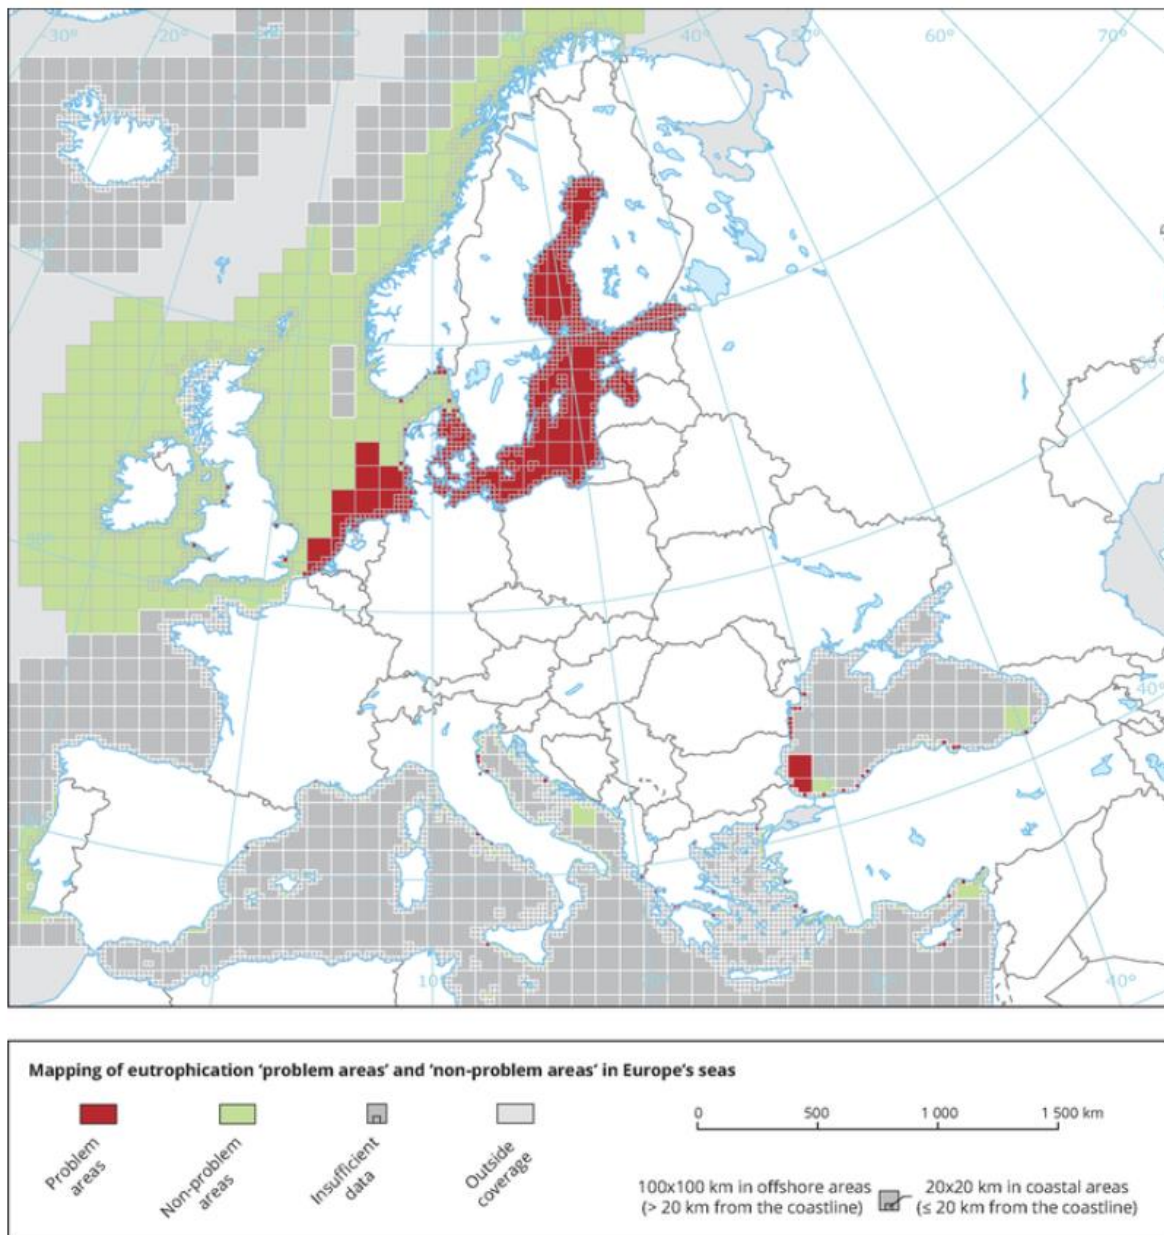 30°
20°
50°
60°
70°
40°
0°
10°
40°
Mapping of eutrophication ‘problem areas’ and ‘non-problem areas’ in Europe’s seas
Problem
areas
Non-problem
areas
Insufficient
data
Outside
coverage
0 500 1 000 1 500 km
100x100 km in offshore areas
(> 20 km from the coastline)
20x20 km in coastal areas
(≤ 20 km from the coastline)